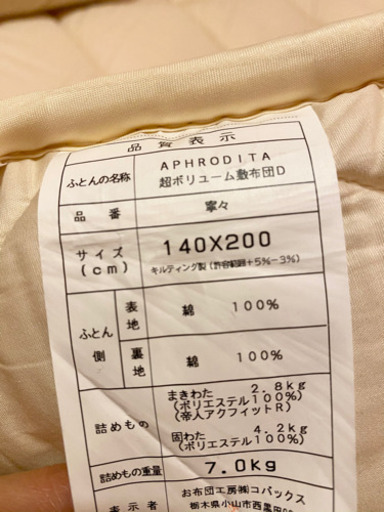 品質表示
ふとんの名称
APHRODITA
超ボリューム敷布団D
品番
寧々
サイズ
(cm)
140X200
キルティング製(許容範囲+5%-3%)
ふとん側
表地
綿 100%
裏地
綿 100%
詰めもの
まきわた 2.8kg
(ポリエステル100%)
(帝人アクフィットR)
固わた 4.2kg
(ポリエステル100%)
詰めもの重量
7.0kg
表示者
お布団工房㈱コパックス
栃木県小山市西黒田